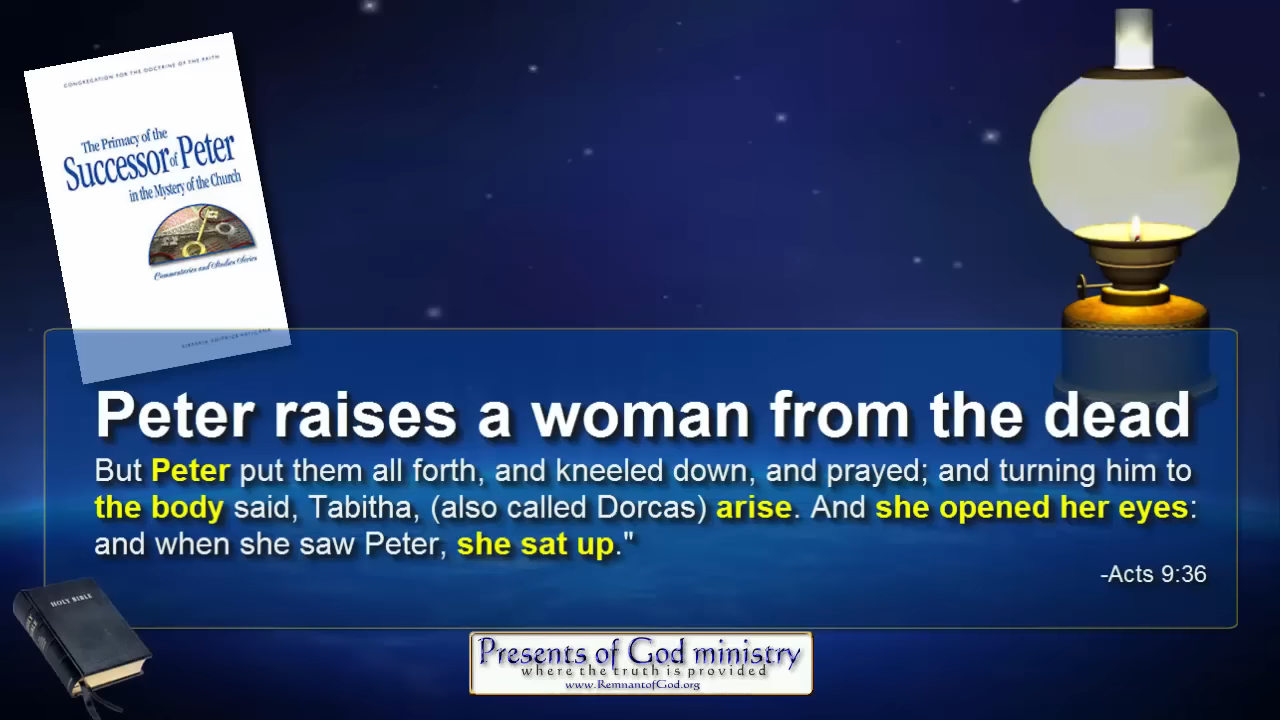 CONGREGATION FOR THE DOCTRINE OF THE FAITH
The Primacy of the
Successor of Peter
in the Mystery of the Church
Commentaries and Studies Series
LIBRERIA EDITRICE VATICANA
Peter raises a woman from the dead
But Peter put them all forth, and kneeled down, and prayed; and turning him to
the body said, Tabitha, (also called Dorcas) arise. And she opened her eyes:
and when she saw Peter, she sat up."
-Acts 9:36
HOLY BIBLE
Presents of God ministry
where the truth is provided
www.RemnantofGod.org